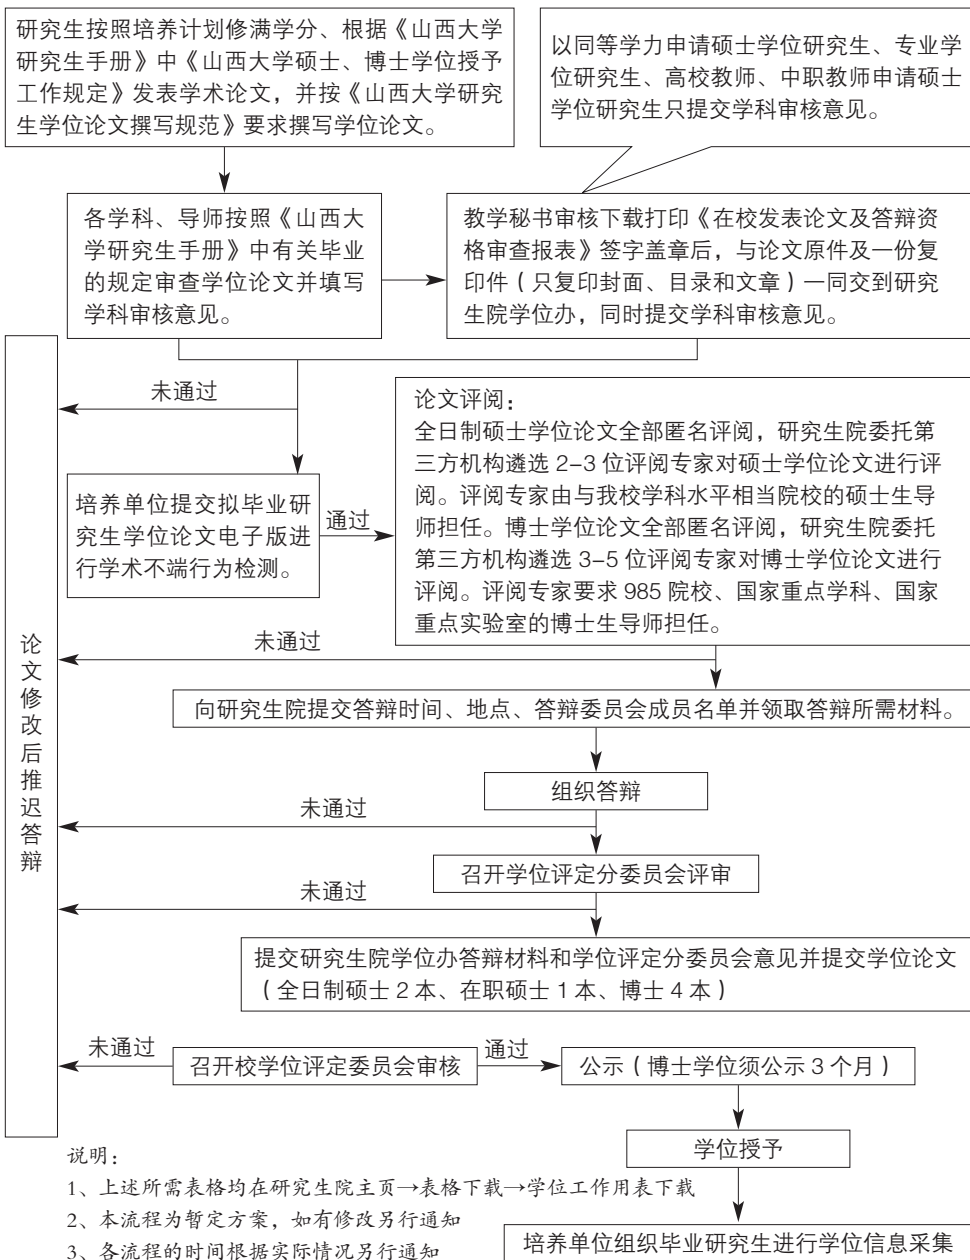 研究生按照培养计划修满学分、根据《山西大学
研究生手册》中《山西大学硕士、博士学位授予
工作规定》发表学术论文，并按《山西大学研究
生学位论文撰写规范》要求撰写学位论文。
以同等学力申请硕士学位研究生、专业学
位研究生、高校教师、中职教师申请硕士
学位研究生只提交学科审核意见。
各学科、导师按照《山西大
学研究生手册》中有关毕业
的规定审查学位论文并填写
学科审核意见。
教学秘书审核下载打印《在校发表论文及答辩资
格审查报表》签字盖章后，与论文原件及一份复
印件（只复印封面、目录和文章）一同交到研究
生院学位办，同时提交学科审核意见。
未通过
培养单位提交拟毕业研
究生学位论文电子版进
行学术不端行为检测。
通过
论文评阅：
全日制硕士学位论文全部匿名评阅，研究生院委托第
三方机构遴选 2-3 位评阅专家对硕士学位论文进行评
阅。评阅专家由与我校学科水平相当院校的硕士生导
师担任。博士学位论文全部匿名评阅，研究生院委托
第三方机构遴选 3-5 位评阅专家对博士学位论文进行
评阅。评阅专家要求 985 院校、国家重点学科、国家
重点实验室的博士生导师担任。
未通过
论文修改后推迟答辩
向研究生院提交答辩时间、地点、答辩委员会成员名单并领取答辩所需材料。
组织答辩
未通过
召开学位评定分委员会评审
未通过
提交研究生院学位办答辩材料和学位评定分委员会意见并提交学位论文
（全日制硕士 2 本、在职硕士 1 本、博士 4 本）
未通过
召开校学位评定委员会审核
通过
公示（博士学位须公示 3 个月）
学位授予
说明：
1、上述所需表格均在研究生院主页→表格下载→学位工作用表下载
2、本流程为暂定方案，如有修改另行通知
3、各流程的时间根据实际情况另行通知
培养单位组织毕业研究生进行学位信息采集